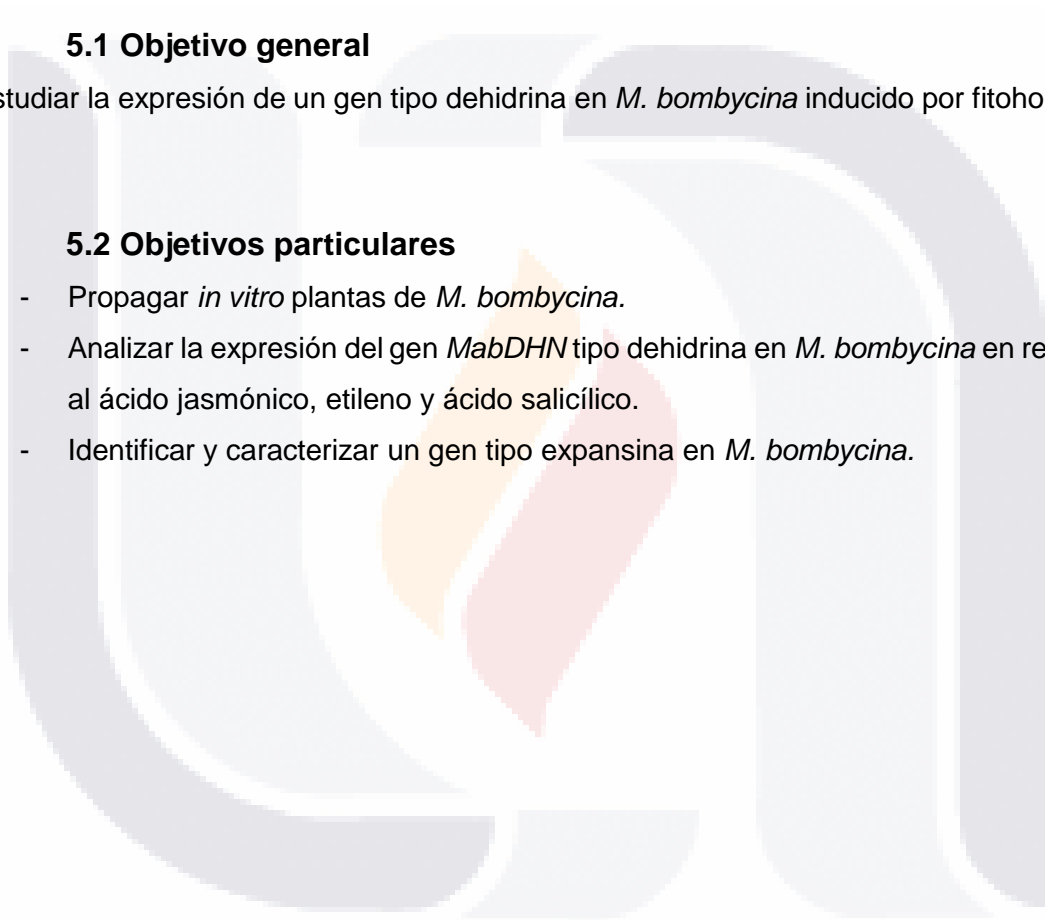 5.1 Objetivo general
studiar la expresión de un gen tipo dehidrina en M. bombycina inducido por fitoho
5.2 Objetivos particulares
- Propagar in vitro plantas de M. bombycina.
- Analizar la expresión del gen MabDHN tipo dehidrina en M. bombycina en re
al ácido jasmónico, etileno y ácido salicílico.
- Identificar y caracterizar un gen tipo expansina en M. bombycina.